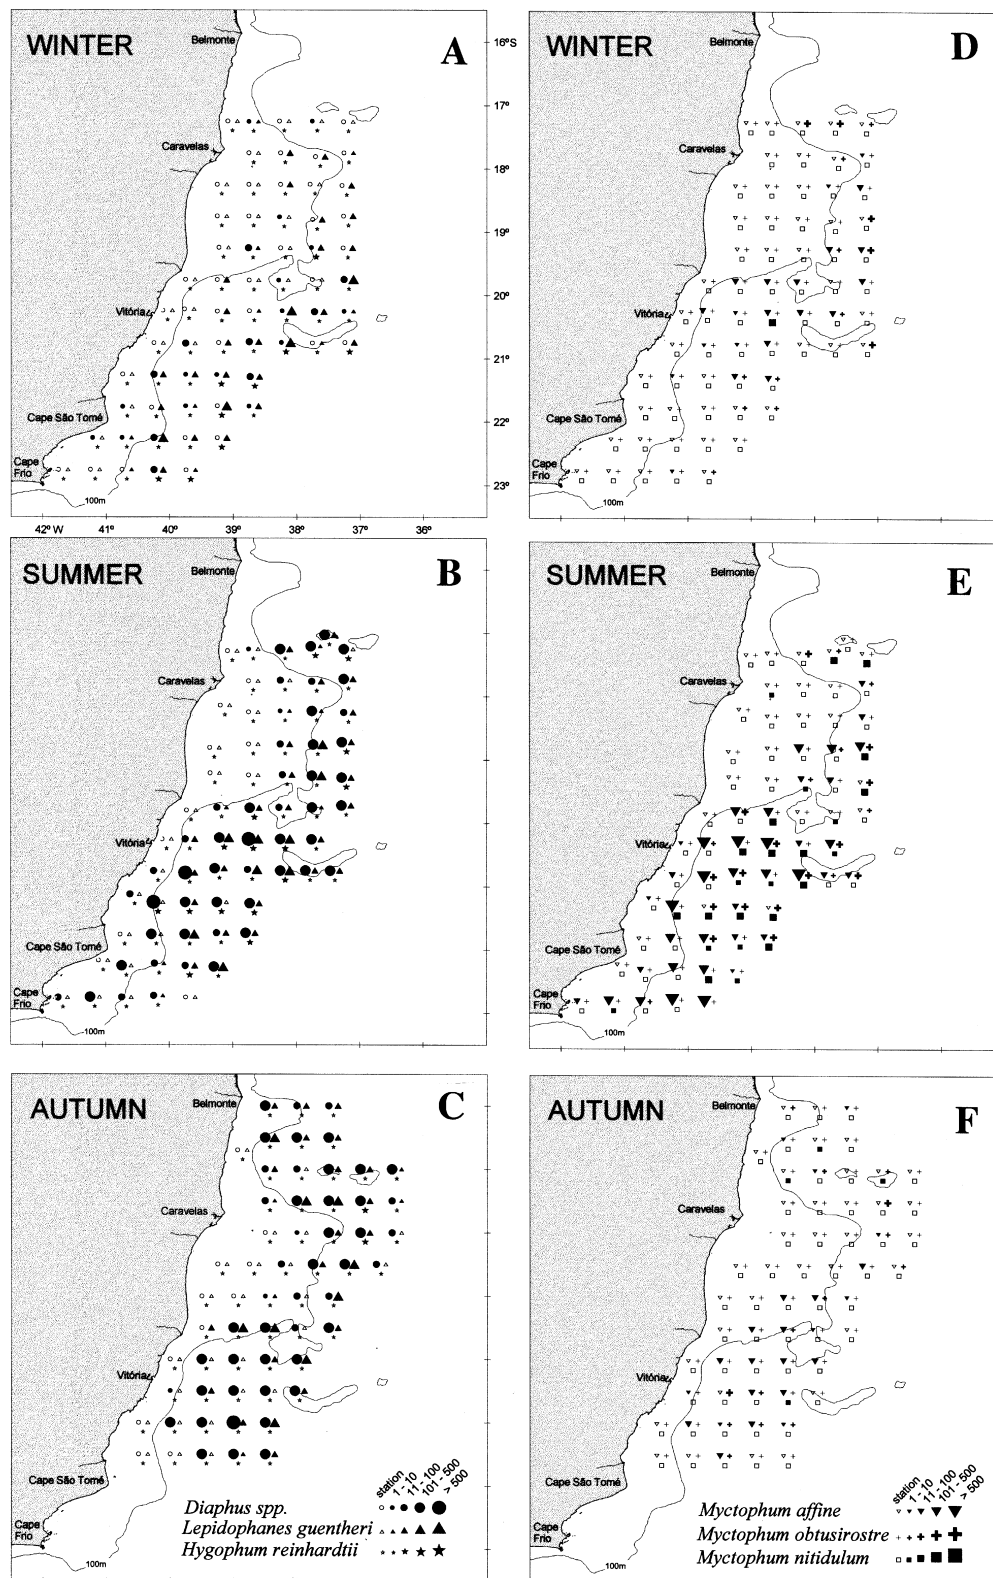 WINTER
Belmonte
A
16°S
17°
Caravelas
18°
19°
Vitória
20°
21°
Cape São Tomé
22°
Cape
Frio
23°
100m
42°W 41° 40° 39° 38° 37° 36°
WINTER
Belmonte
D
Caravelas
Vitória
Cape São Tomé
Cape
Frio
100m
SUMMER
Belmonte
B
Caravelas
Vitória
Cape São Tomé
Cape
Frio
100m
SUMMER
Belmonte
E
Caravelas
Vitória
Cape São Tomé
Cape
Frio
100m
AUTUMN
Belmonte
C
Caravelas
Vitória
Cape São Tomé
Cape
Frio
100m
station 1 - 10 11 - 100 101 - 500 > 500
Diaphus spp.
Lepidophanes guentheri
Hygophum reinhardtii
AUTUMN
Belmonte
F
Caravelas
Vitória
Cape São Tomé
Cape
Frio
100m
station 1 - 10 11 - 100 101 - 500 > 500
Myctophum affine
Myctophum obtusirostre
Myctophum nitidulum